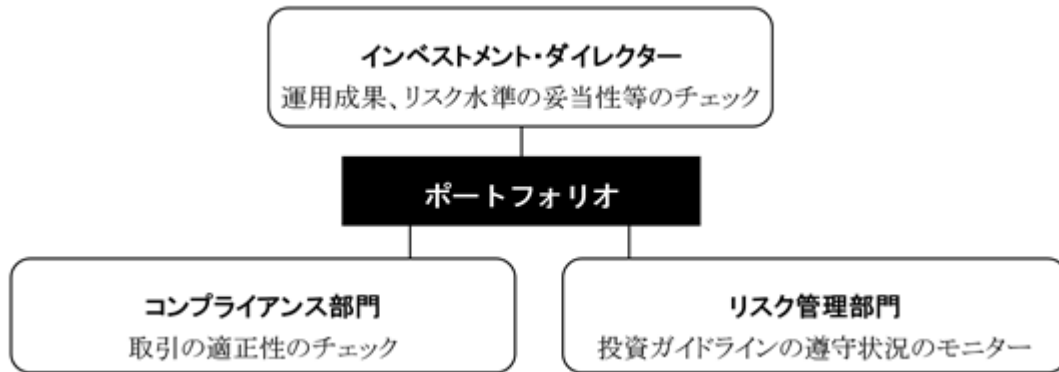 インベストメント・ダイレクター
運用成果、リスク水準の妥当性等のチェック
ポートフォリオ
コンプライアンス部門
取引の適正性のチェック
リスク管理部門
投資ガイドラインの遵守状況のモニター